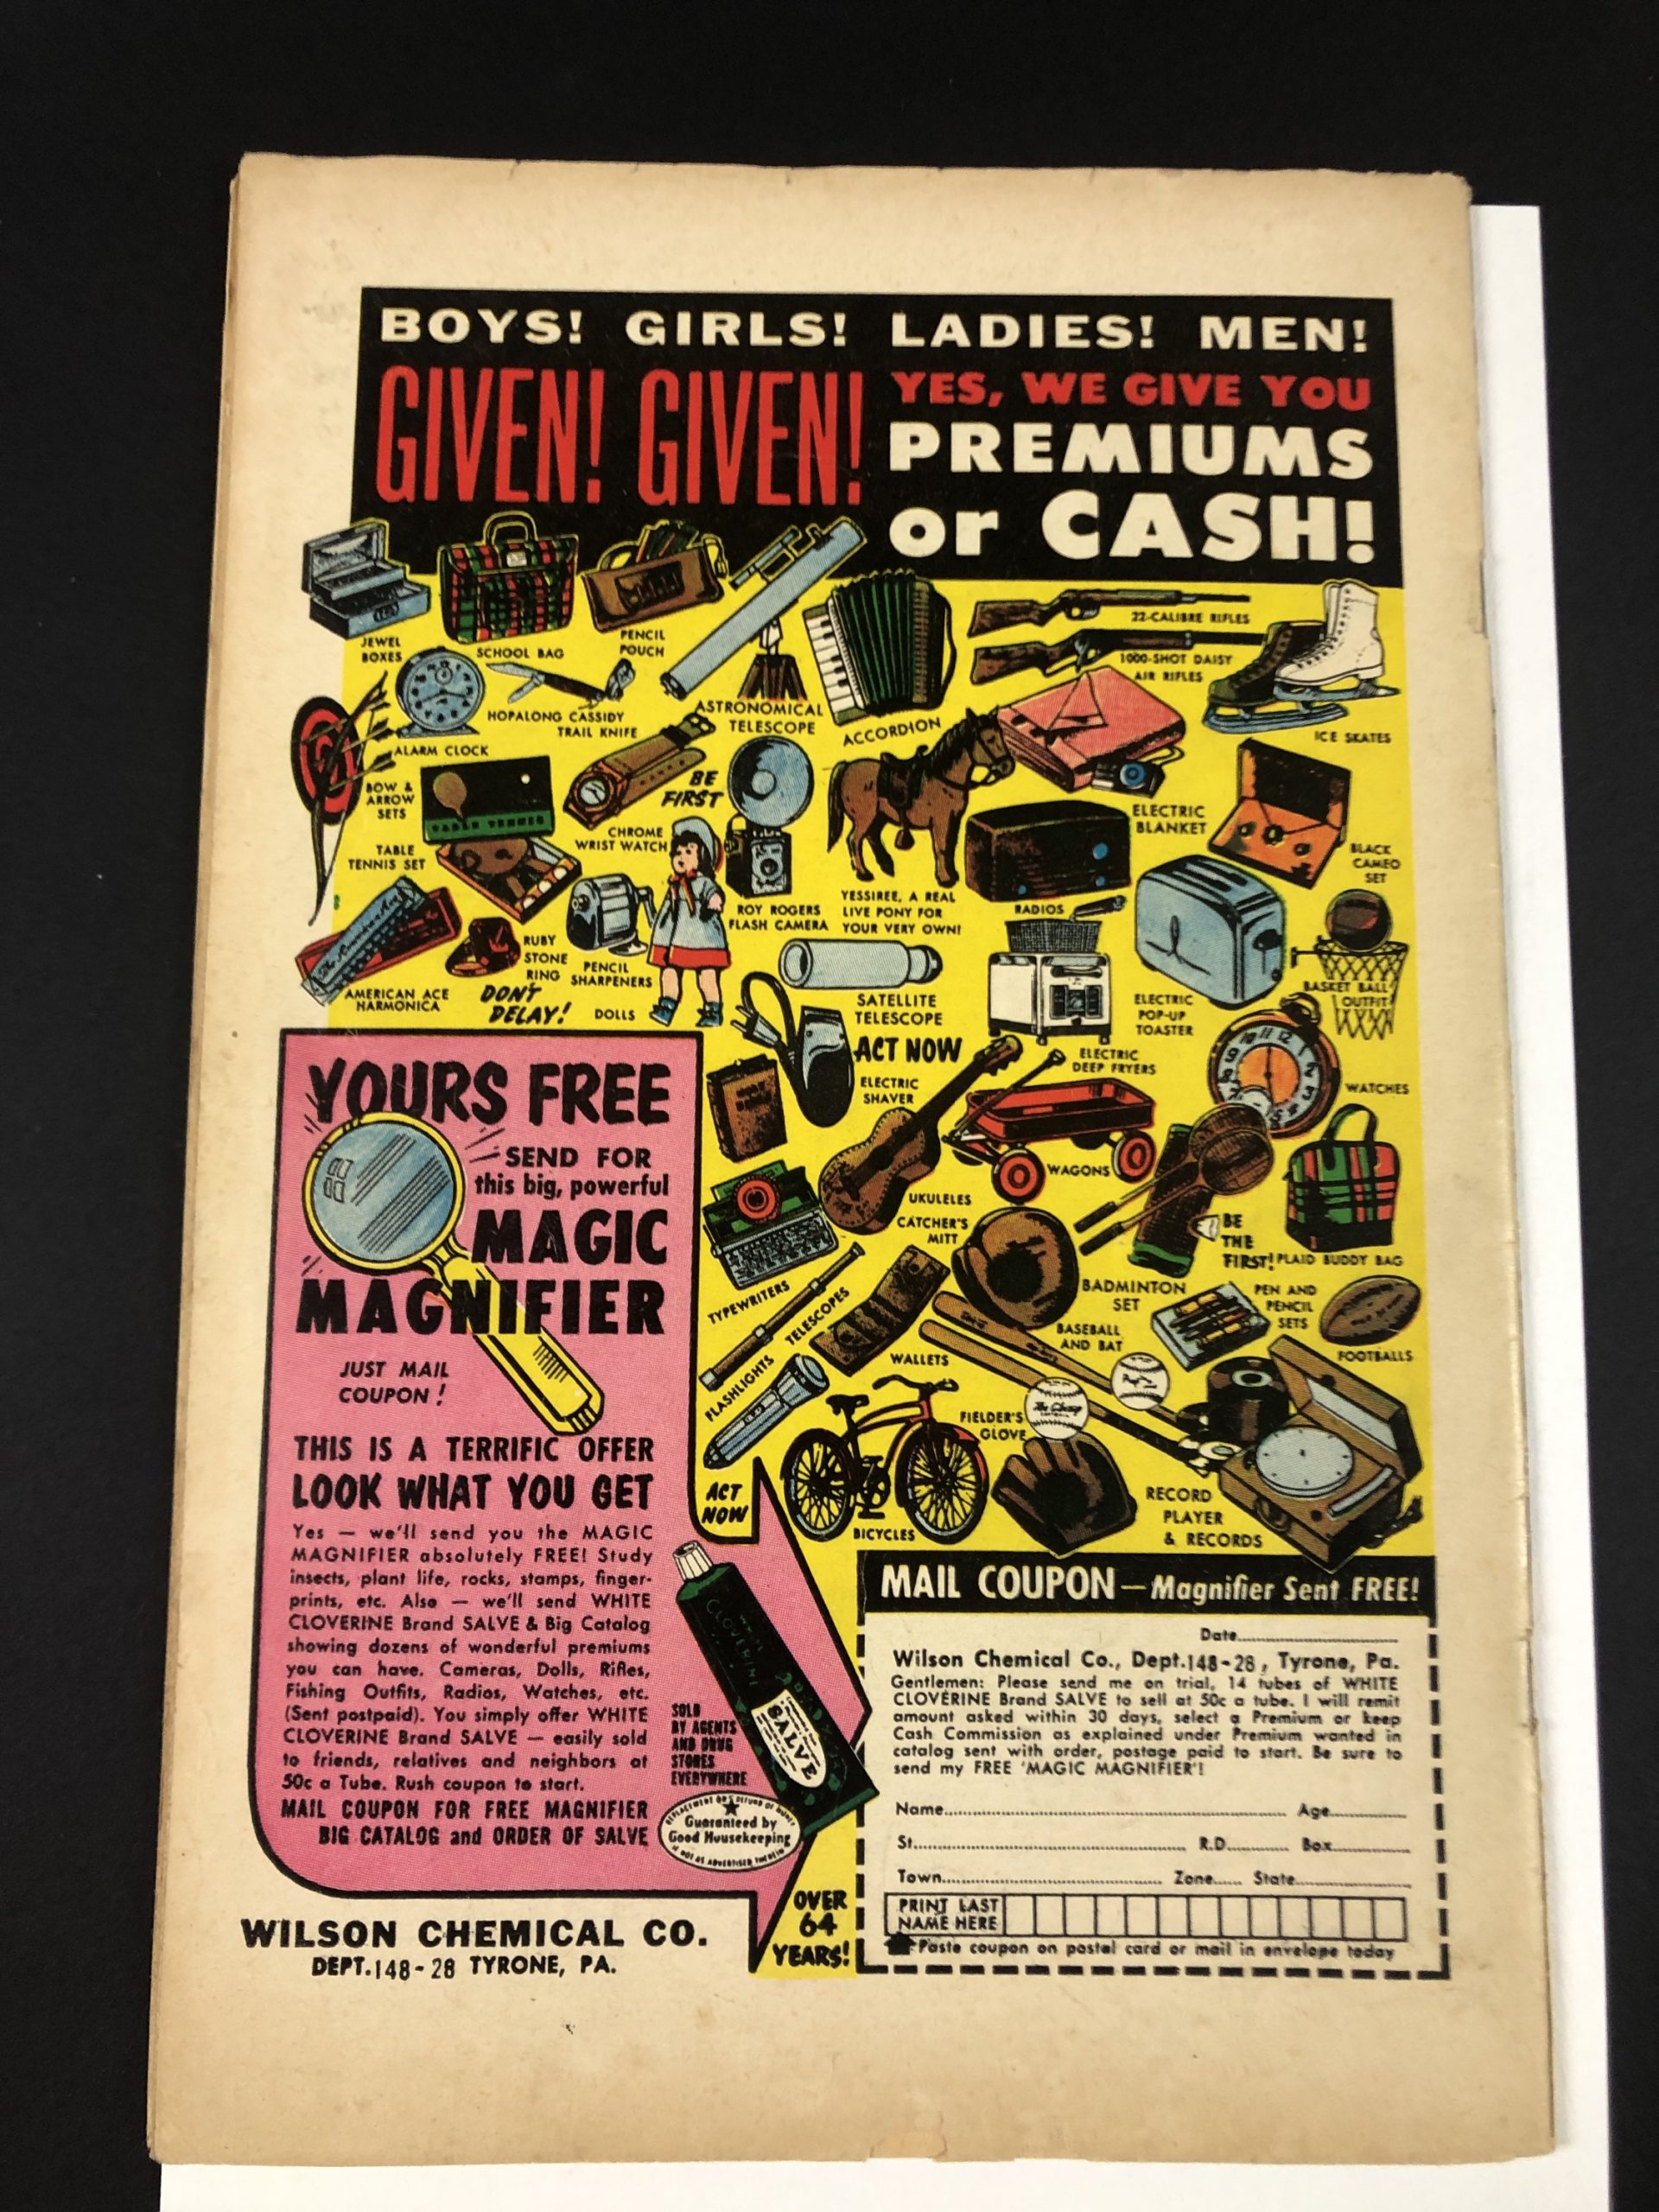 BOYS! GIRLS! LADIES! MEN!
GIVEN! GIVEN!
YES, WE GIVE YOU
PREMIUMS
or CASH!
JEWEL
BOXES
SCHOOL BAG
PENCIL
POUCH
ASTRONOMICAL
TELESCOPE
ACCORDION
22-CALIBRE RIFLES
1000-SHOT DAISY
AIR RIFLES
ICE SKATES
ALARM CLOCK
HOPALONG CASSIDY
TRAIL KNIFE
BOW &
ARROW
SETS
TABLE TENNIS
TABLE
TENNIS SET
CHROME
WRIST WATCH
BE
FIRST
ROY ROGERS
FLASH CAMERA
YESSIREE, A REAL
LIVE PONY FOR
YOUR VERY OWN!
RADIOS
ELECTRIC
BLANKET
BLACK
CAMEO
SET
AMERICAN ACE
HARMONICA
RUBY
STONE
RING
PENCIL
SHARPENERS
DON'T
DELAY!
DOLLS
SATELLITE
TELESCOPE
ELECTRIC
POP-UP
TOASTER
BASKET BALL
OUTFIT
ACT NOW
ELECTRIC
SHAVER
ELECTRIC
DEEP FRYERS
WATCHES
WAGONS
UKULELES
CATCHER'S
MITT
BE
THE
FIRST!
PLAID BUDDY BAG
TYPEWRITERS
TELESCOPES
BADMINTON
SET
PEN AND
PENCIL
SETS
BASEBALL
AND BAT
FOOTBALLS
WALLETS
FLASHLIGHTS
FIELDER'S
GLOVE
ACT
NOW
BICYCLES
RECORD
PLAYER
& RECORDS
YOURS FREE
SEND FOR
this big, powerful
MAGIC
MAGNIFIER
JUST MAIL
COUPON!
THIS IS A TERRIFIC OFFER
LOOK WHAT YOU GET
Yes — we'll send you the MAGIC
MAGNIFIER absolutely FREE! Study
insects, plant life, rocks, stamps, finger-
prints, etc. Also — we'll send WHITE
CLOVERINE Brand SALVE & Big Catalog
showing dozens of wonderful premiums
you can have. Cameras, Dolls, Rifles,
Fishing Outfits, Radios, Watches, etc.
(Sent postpaid). You simply offer WHITE
CLOVERINE Brand SALVE — easily sold
to friends, relatives and neighbors at
50c a Tube. Rush coupon to start.
MAIL COUPON FOR FREE MAGNIFIER
BIG CATALOG and ORDER OF SALVE
CLOVERINE
SALVE
SOLD
BY AGENTS
AND DRUG
STORES
EVERYWHERE
REPLACEMENT OR REFUND OF MONEY
Guaranteed by
Good Housekeeping
IF NOT AS ADVERTISED THEREIN
WILSON CHEMICAL CO.
DEPT.148-28 TYRONE, PA.
OVER
64
YEARS!
MAIL COUPON — Magnifier Sent FREE!
Date
Wilson Chemical Co., Dept.148-28, Tyrone, Pa.
Gentlemen: Please send me on trial, 14 tubes of WHITE
CLOVERINE Brand SALVE to sell at 50c a tube. I will remit
amount asked within 30 days, select a Premium or keep
Cash Commission as explained under Premium wanted in
catalog sent with order, postage paid to start. Be sure to
send my FREE 'MAGIC MAGNIFIER'!
Name Age
St. R.D. Box
Town Zone State
PRINT LAST
NAME HERE
Paste coupon on postal card or mail in envelope today